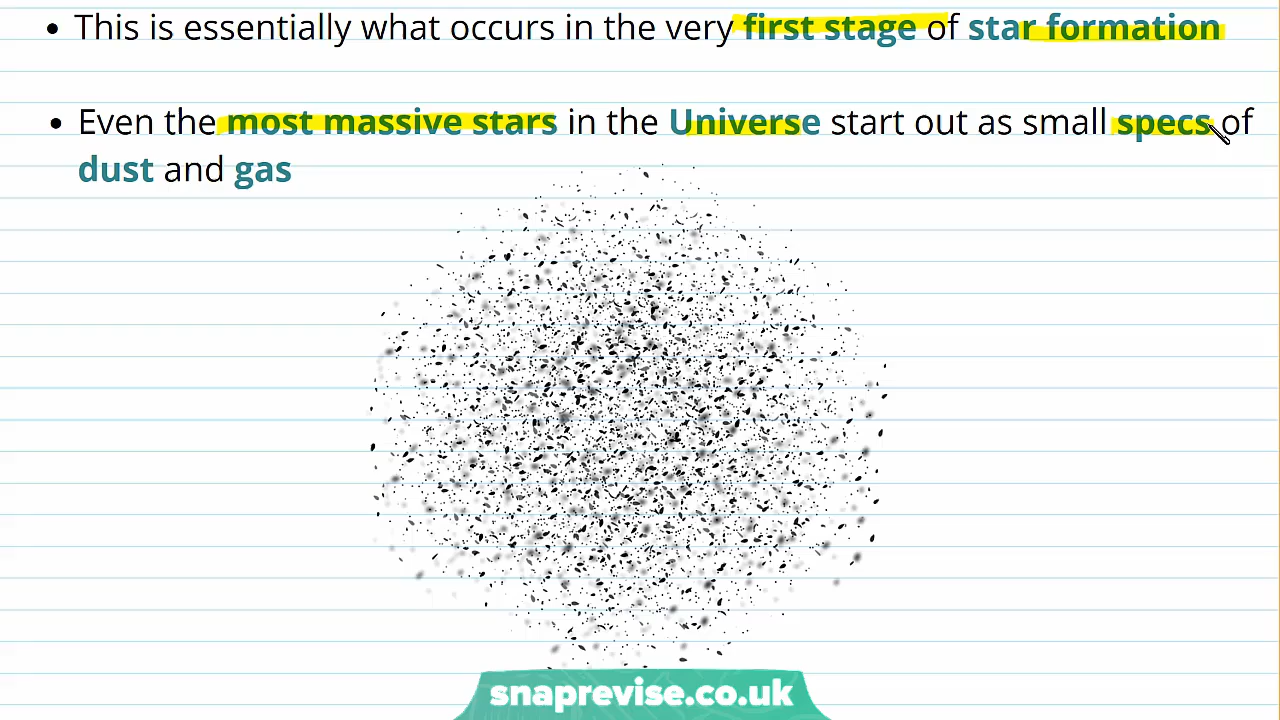 • This is essentially what occurs in the very first stage of star formation
• Even the most massive stars in the Universe start out as small specs of
dust and gas
snaprevise.co.uk